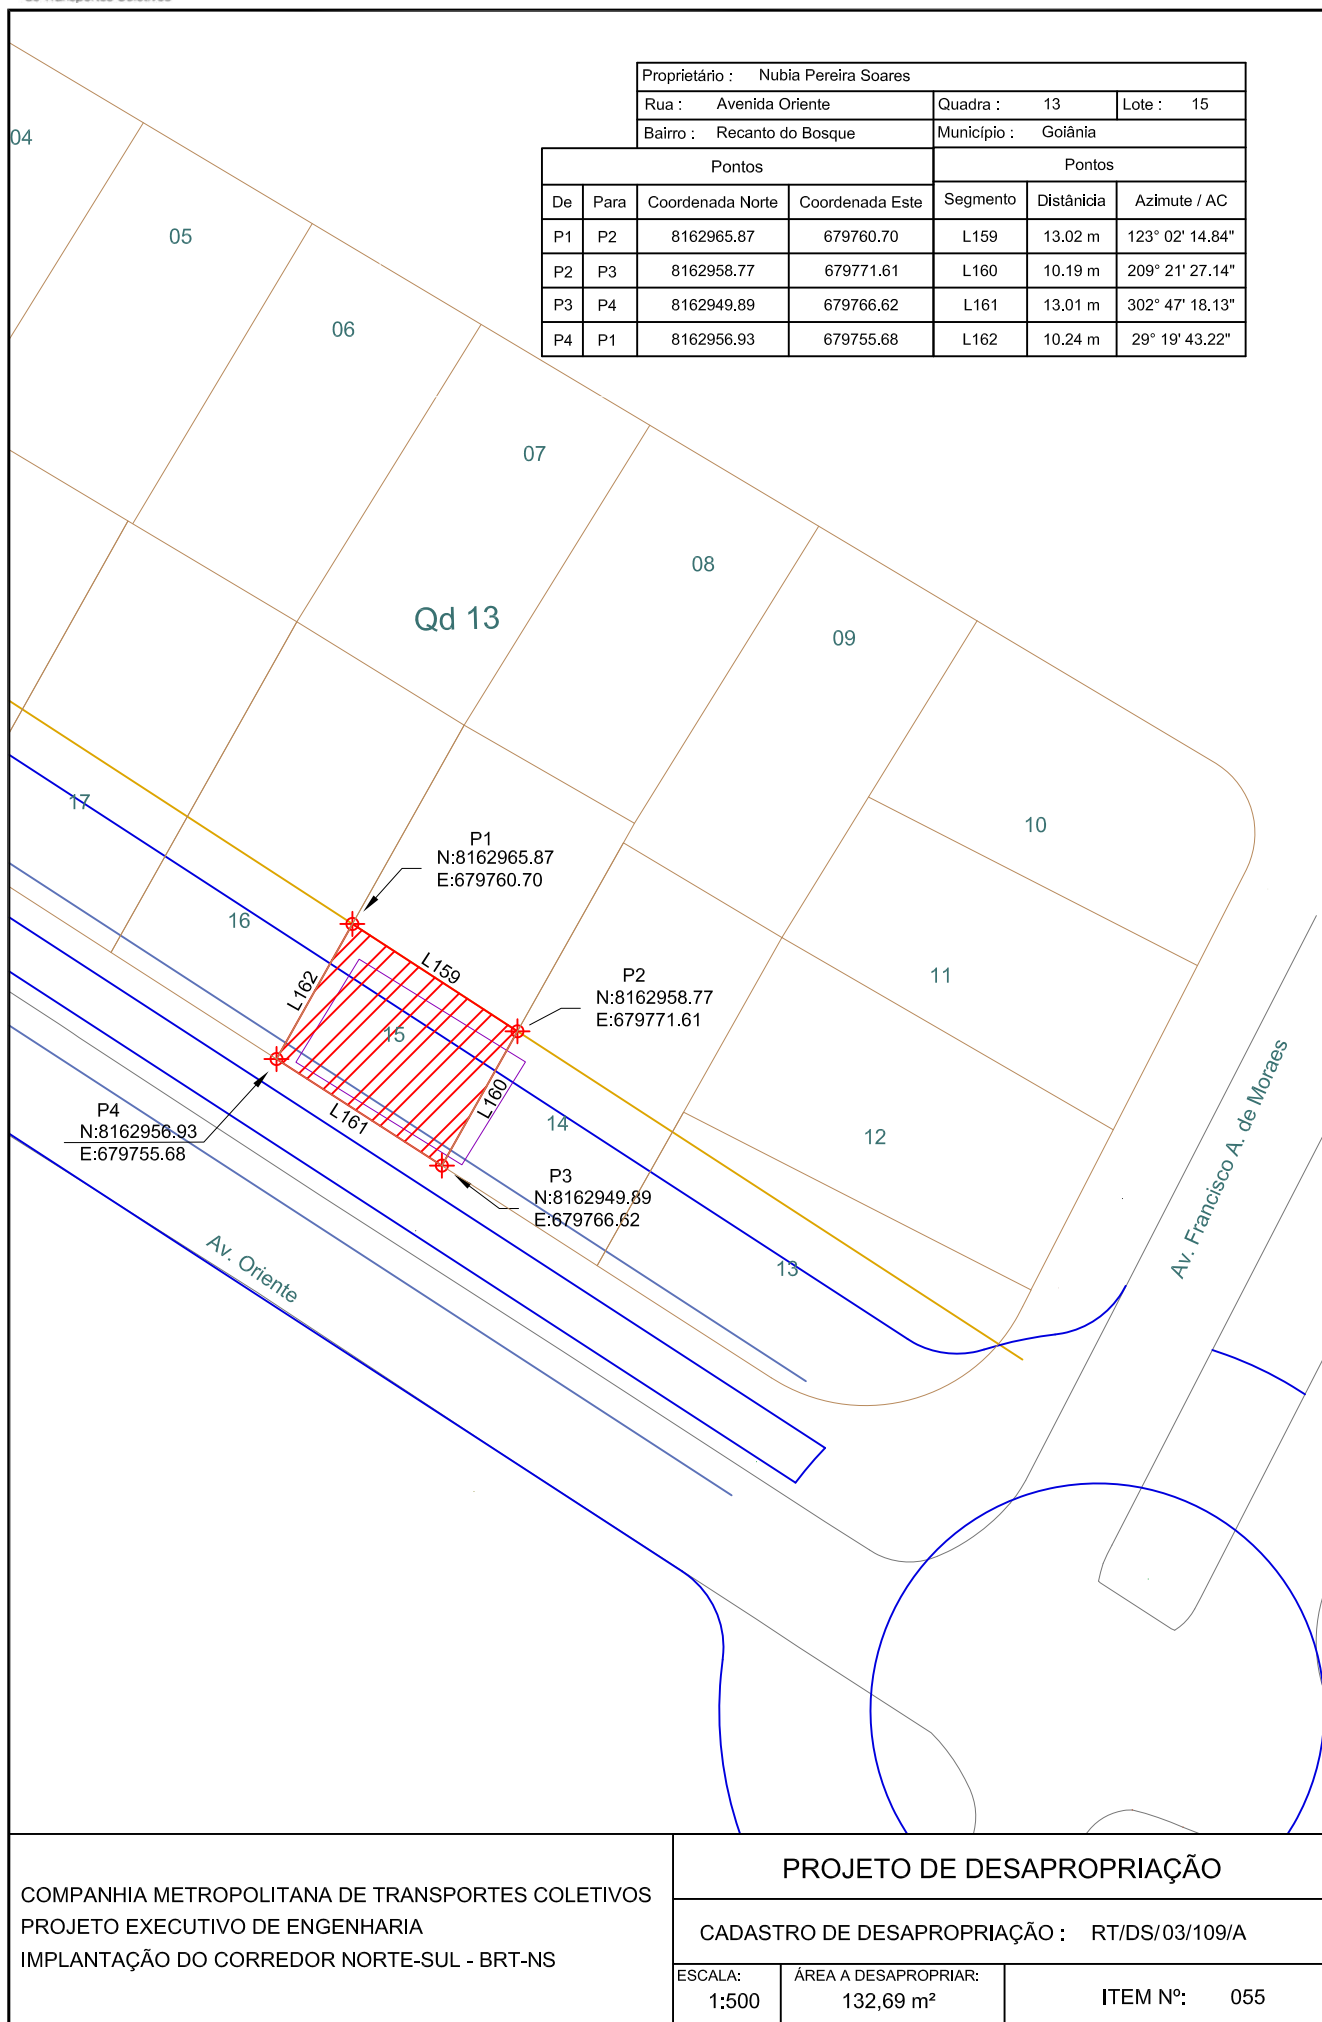 Proprietário : Nubia Pereira Soares
Rua : Avenida Oriente Quadra : 13 Lote : 15
Bairro : Recanto do Bosque Município : Goiânia
Pontos Pontos
De Para Coordenada Norte Coordenada Este Segmento Distânicia Azimute / AC
P1 P2 8162965.87 679760.70 L159 13.02 m 123° 02' 14.84"
P2 P3 8162958.77 679771.61 L160 10.19 m 209° 21' 27.14"
P3 P4 8162949.89 679766.62 L161 13.01 m 302° 47' 18.13"
P4 P1 8162956.93 679755.68 L162 10.24 m 29° 19' 43.22"
04
05
06
07
08
Qd 13
09
17
10
P1
N:8162965.87
E:679760.70
16
L159
11
P2
N:8162958.77
E:679771.61
L162
15
L160
P4
N:8162956.93
E:679755.68
L161
14
12
P3
N:8162949.89
E:679766.62
Av. Francisco A. de Moraes
Av. Oriente
13
COMPANHIA METROPOLITANA DE TRANSPORTES COLETIVOS
PROJETO EXECUTIVO DE ENGENHARIA
IMPLANTAÇÃO DO CORREDOR NORTE-SUL - BRT-NS
PROJETO DE DESAPROPRIAÇÃO
CADASTRO DE DESAPROPRIAÇÃO : RT/DS/03/109/A
ESCALA:
1:500
ÁREA A DESAPROPRIAR:
132,69 m²
ITEM Nº: 055